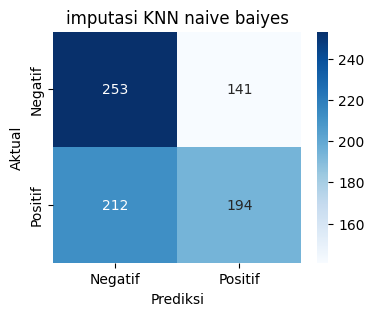 imputasi KNN naive baiyes
Aktual
Negatif
253
141
Positif
212
194
Negatif
Positif
Prediksi
240
220
200
180
160